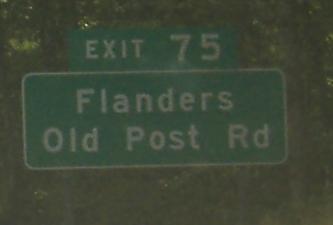 EXIT 75
Flanders
Old Post Rd